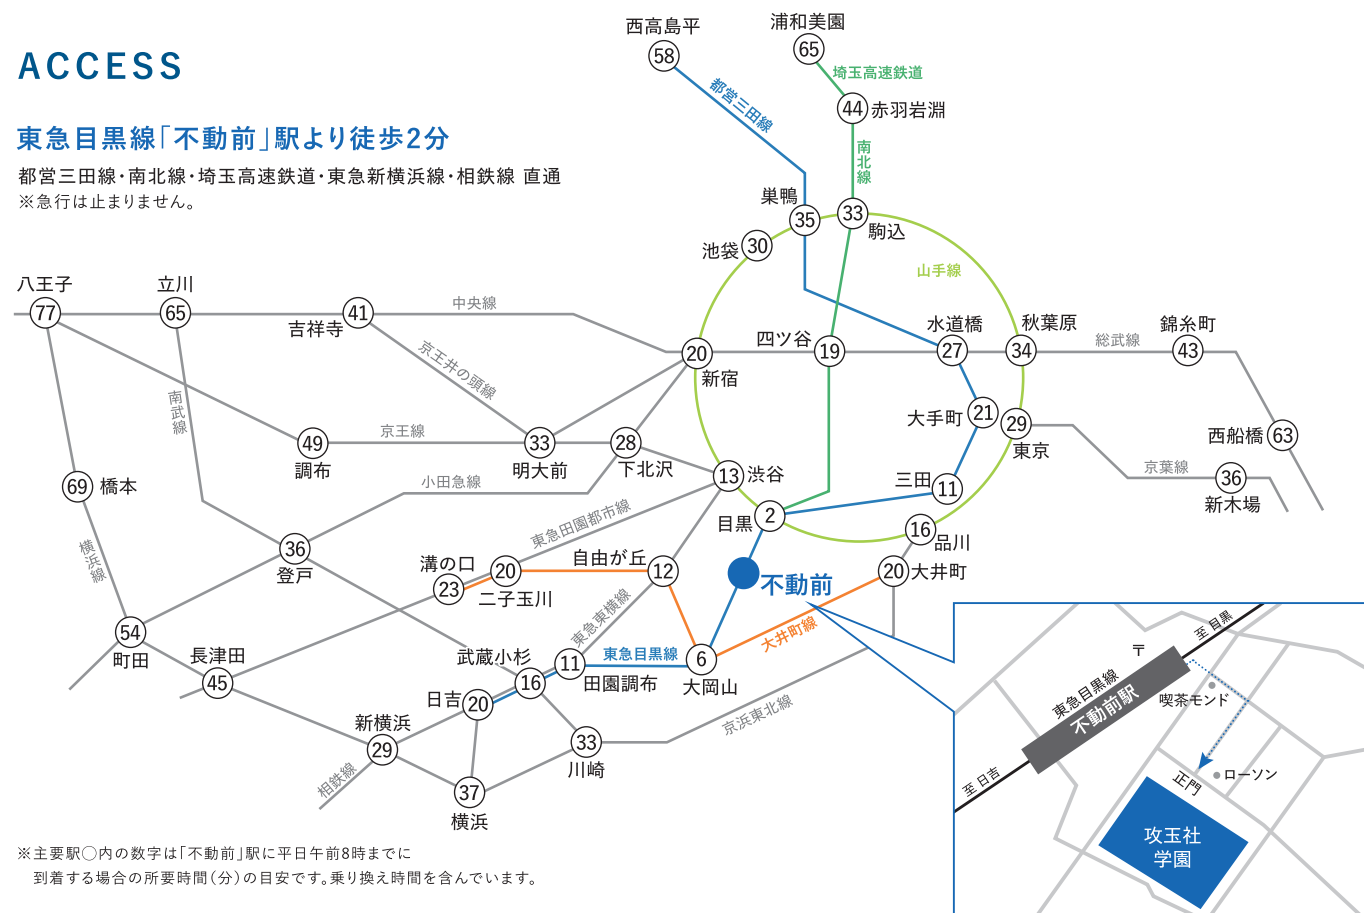 ACCESS
東急目黒線「不動前」駅より徒歩2分
都営三田線・南北線・埼玉高速鉄道・東急新横浜線・相鉄線 直通
※急行は止まりません。
西高島平
58
浦和美園
65
都営三田線
埼玉高速鉄道
44
赤羽岩淵
南北線
巣鴨
35
33
駒込
池袋
30
山手線
八王子
77
立川
65
41
吉祥寺
中央線
京王井の頭線
20
新宿
四ツ谷
19
水道橋
27
秋葉原
34
総武線
錦糸町
43
南武線
49
調布
京王線
33
明大前
28
下北沢
大手町
21
29
東京
西船橋
63
69
橋本
小田急線
13
渋谷
三田
11
京葉線
36
新木場
目黒
2
16
品川
横浜線
36
登戸
東急田園都市線
溝の口
23
20
二子玉川
自由が丘
12
不動前
20
大井町
54
町田
長津田
45
東急東横線
武蔵小杉
16
11
田園調布
東急目黒線
6
大岡山
大井町線
日吉
20
新横浜
29
相鉄線
37
横浜
33
川崎
京浜東北線
至 目黒
〒
東急目黒線
不動前駅
喫茶モンド
至 日吉
ローソン
正門
攻玉社
学園
※主要駅◯内の数字は「不動前」駅に平日午前8時までに
到着する場合の所要時間(分)の目安です。乗り換え時間を含んでいます。